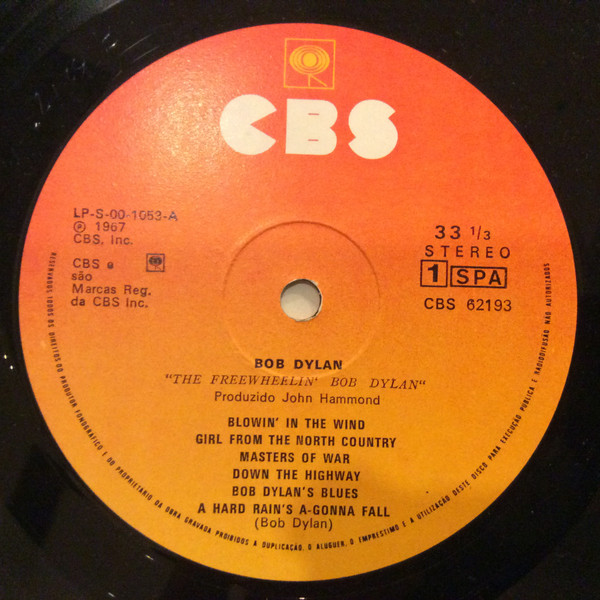 CBS
LP-S-00-1053-A
℗ 1967
CBS, Inc.
CBS e
são
Marcas Reg.
da CBS Inc.
33 1/3
STEREO
1 SPA
CBS 62193
BOB DYLAN
"THE FREEWHEELIN' BOB DYLAN"
Produzido John Hammond
BLOWIN' IN THE WIND
GIRL FROM THE NORTH COUNTRY
MASTERS OF WAR
DOWN THE HIGHWAY
BOB DYLAN'S BLUES
A HARD RAIN'S A-GONNA FALL
(Bob Dylan)
RESERVADOS TODOS OS DIREITOS DO PRODUTOR FONOGRÁFICO E DO PROPRIETÁRIO DA OBRA GRAVADA. PROIBIDOS A DUPLICAÇÃO, O ALUGUER, O EMPRESTIMO E A UTILIZAÇÃO DESTE DISCO PARA EXECUÇÃO PÚBLICA E RADIODIFUSÃO NÃO AUTORIZADOS